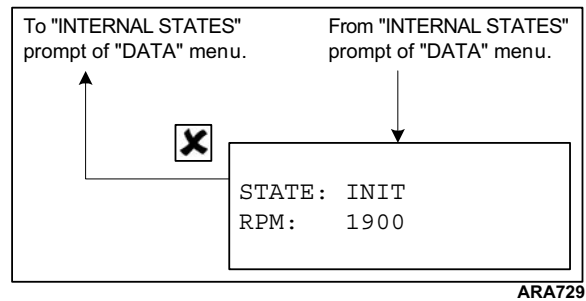 To "INTERNAL STATES"
prompt of "DATA" menu.
From "INTERNAL STATES"
prompt of "DATA" menu.
STATE: INIT
RPM: 1900
ARA729